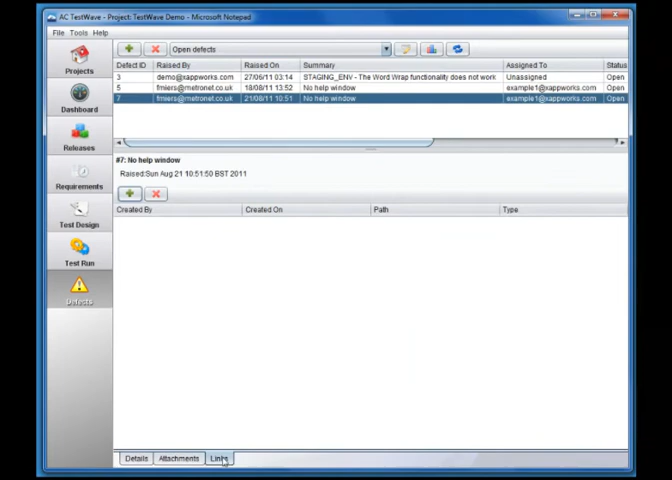 AC TestWave - Project: TestWave Demo - Microsoft Notepad
File Tools Help
Projects
Dashboard
Releases
Requirements
Test Design
Test Run
Defects
Open defects
Defect ID Raised By Raised On Summary Assigned To Status
3 demo@xappworks.com 27/06/11 03:14 STAGING_ENV - The Word Wrap functionality does not work Unassigned Open
5 fmiers@metronet.co.uk 18/08/11 13:52 No help window example1@xappworks.com Open
7 fmiers@metronet.co.uk 21/08/11 10:51 No help window example1@xappworks.com Open
#7: No help window
Raised:Sun Aug 21 10:51:50 BST 2011
Created By Created On Path Type
Details Attachments Links